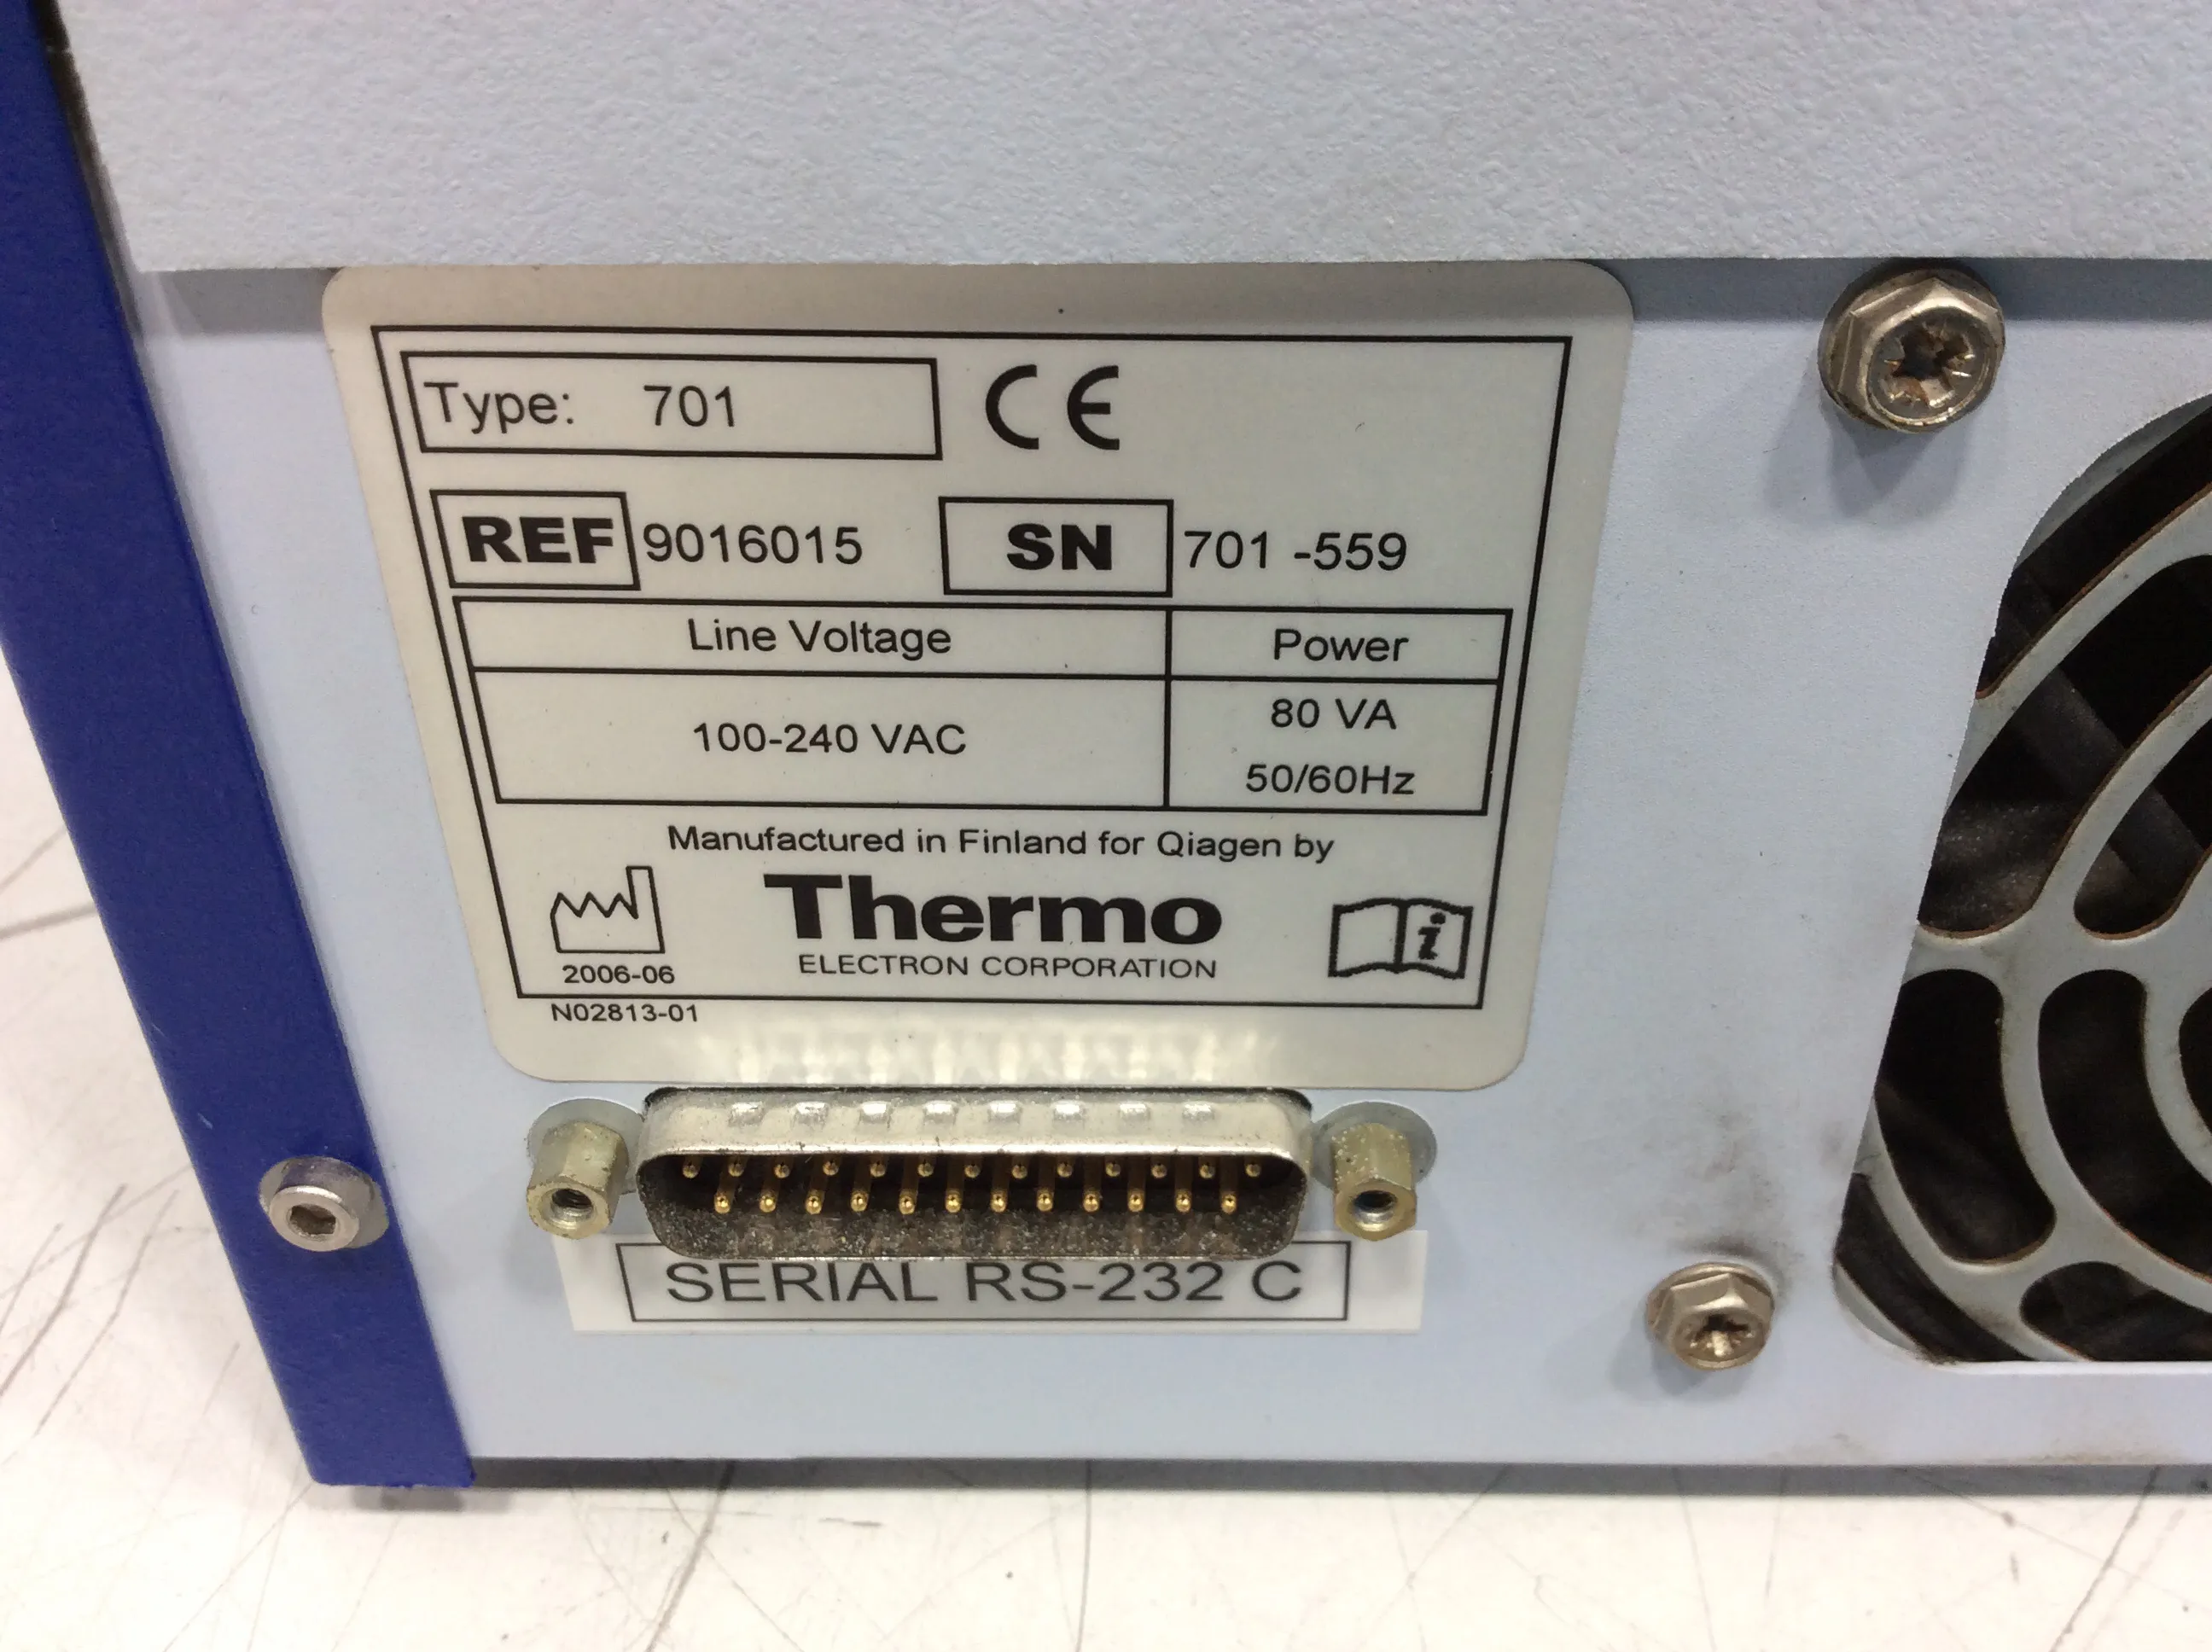 Type: 701 CE
REF 9016015 SN 701 -559
Line Voltage Power
100-240 VAC 80 VA
50/60Hz
Manufactured in Finland for Qiagen by
Thermo
ELECTRON CORPORATION
i
2006-06
N02813-01
SERIAL RS-232 C